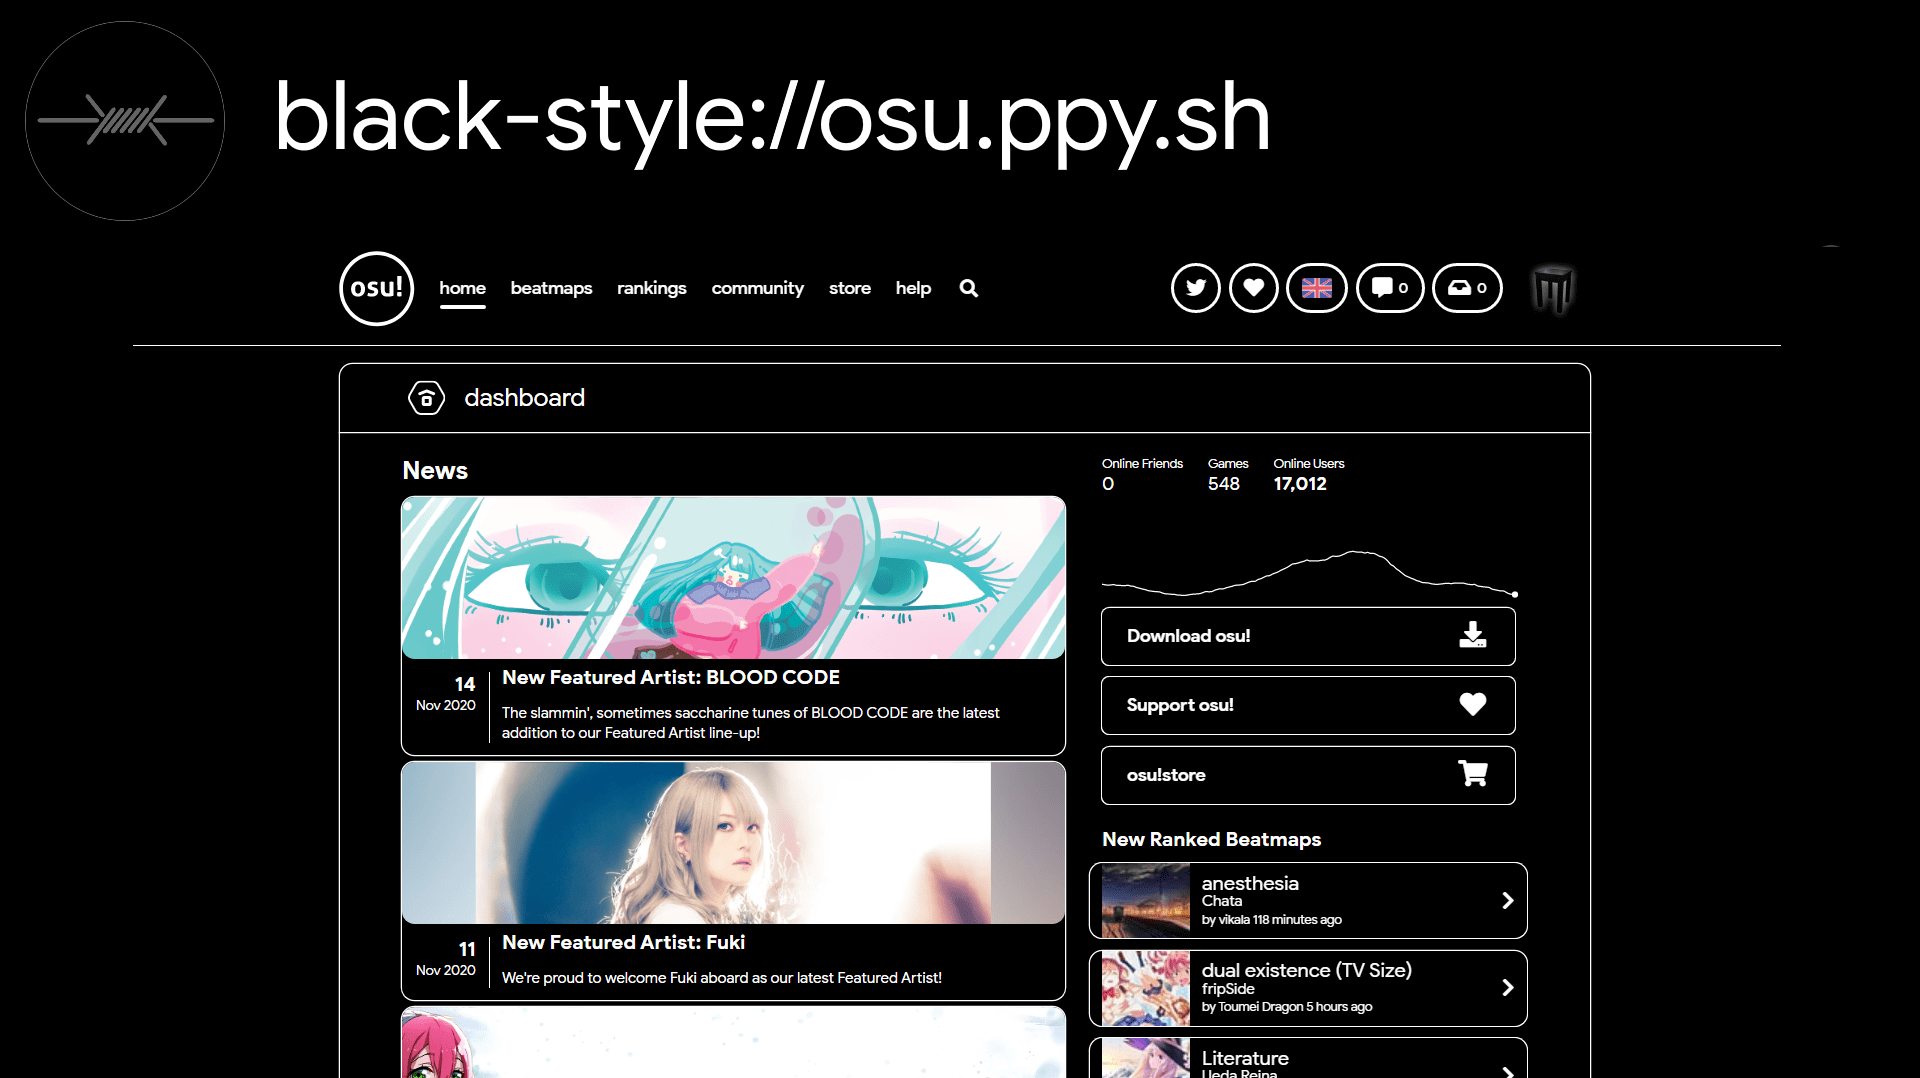 black-style://osu.ppy.sh
osu!
home
beatmaps
rankings
community
store
help
0
0
dashboard
News
14
Nov 2020
New Featured Artist: BLOOD CODE
The slammin', sometimes saccharine tunes of BLOOD CODE are the latest
addition to our Featured Artist line-up!
11
Nov 2020
New Featured Artist: Fuki
We're proud to welcome Fuki aboard as our latest Featured Artist!
Online Friends
0
Games
548
Online Users
17,012
Download osu!
Support osu!
osu!store
New Ranked Beatmaps
anesthesia
Chata
by vikala 118 minutes ago
dual existence (TV Size)
fripSide
by Toumei Dragon 5 hours ago
Literature
Ueda Reina